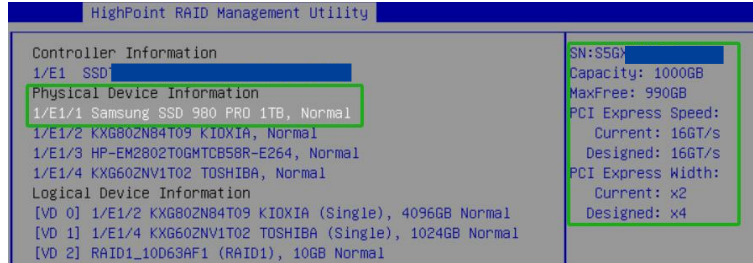 HighPoint RAID Management Utility
Controller Information
1/E1 SSD
Physical Device Information
1/E1/1 Samsung SSD 980 PRO 1TB, Normal
1/E1/2 KXG80ZN84T09 KIOXIA, Normal
1/E1/3 HP-EM2802T0GMTCB58R-E264, Normal
1/E1/4 KXG60ZNV1T02 TOSHIBA, Normal
Logical Device Information
[VD 0] 1/E1/2 KXG80ZN84T09 KIOXIA (Single), 4096GB Normal
[VD 1] 1/E1/4 KXG60ZNV1T02 TOSHIBA (Single), 1024GB Normal
[VD 2] RAID1_10D63AF1 (RAID1), 10GB Normal
SN:S5GX
Capacity: 1000GB
MaxFree: 990GB
PCI Express Speed:
Current: 16GT/s
Designed: 16GT/s
PCI Express Width:
Current: x2
Designed: x4